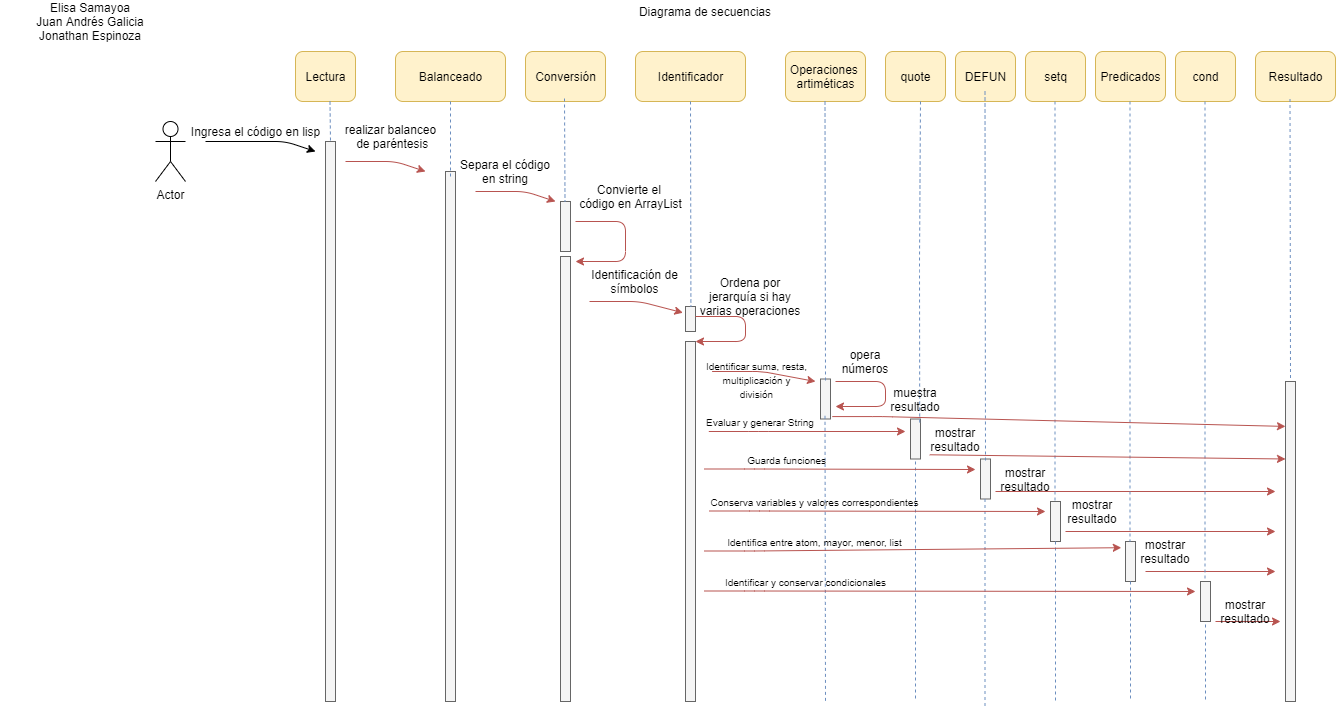 Elisa Samayoa
Juan Andrés Galicia
Jonathan Espinoza
Diagrama de secuencias
Lectura
Balanceado
Conversión
Identificador
Operaciones
artiméticas
quote
DEFUN
setq
Predicados
cond
Resultado
Actor
Ingresa el código en lisp
realizar balanceo
de paréntesis
Separa el código
en string
Convierte el
código en ArrayList
Identificación de
símbolos
Ordena por
jerarquía si hay
varias operaciones
Identificar suma, resta,
multiplicación y
división
opera
números
muestra
resultado
Evaluar y generar String
mostrar
resultado
Guarda funciones
mostrar
resultado
Conserva variables y valores correspondientes
mostrar
resultado
Identifica entre atom, mayor, menor, list
mostrar
resultado
Identificar y conservar condicionales
mostrar
resultado